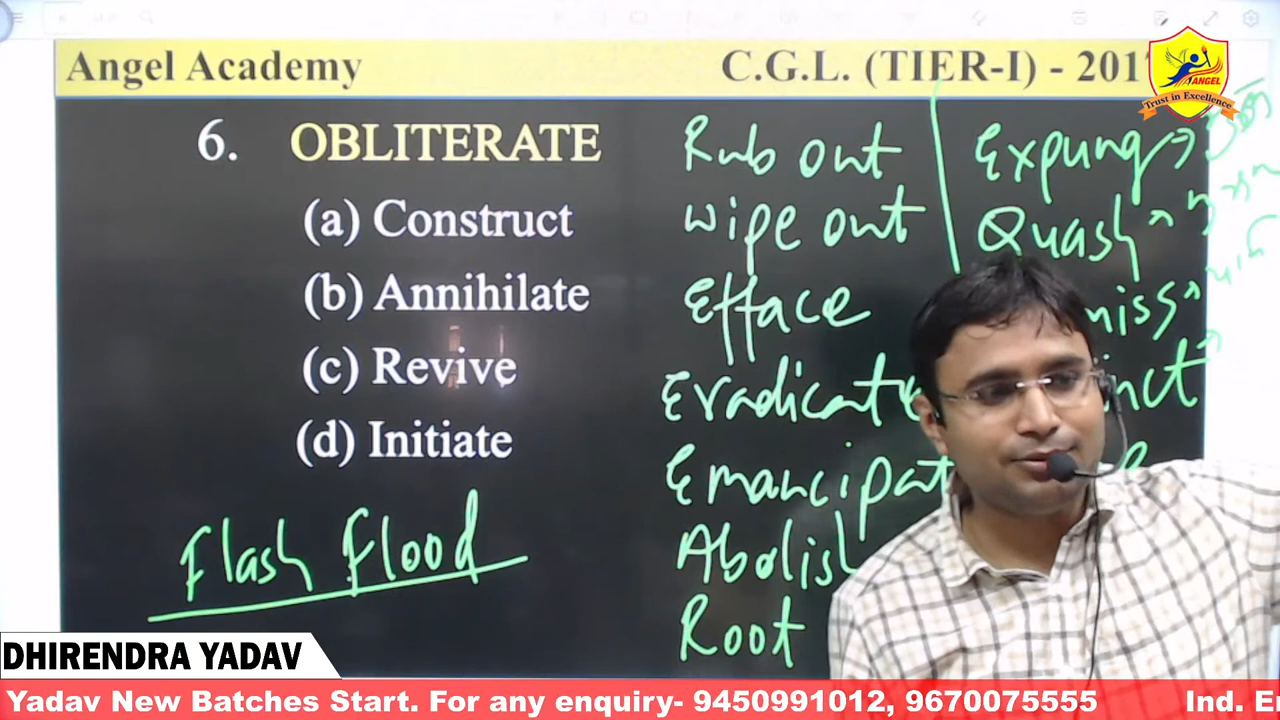 Angel Academy
C.G.L. (TIER-I) - 201
ANGEL
Trust in Excellence
6. OBLITERATE
(a) Construct
(b) Annihilate
(c) Revive
(d) Initiate
Flash Flood
Rub out
Wipe out
Efface
Eradicate
Emancipat
Abolish
Root
Expung
Quash
DHIRENDRA YADAV
Yadav New Batches Start. For any enquiry- 9450991012, 9670075555 Ind. E